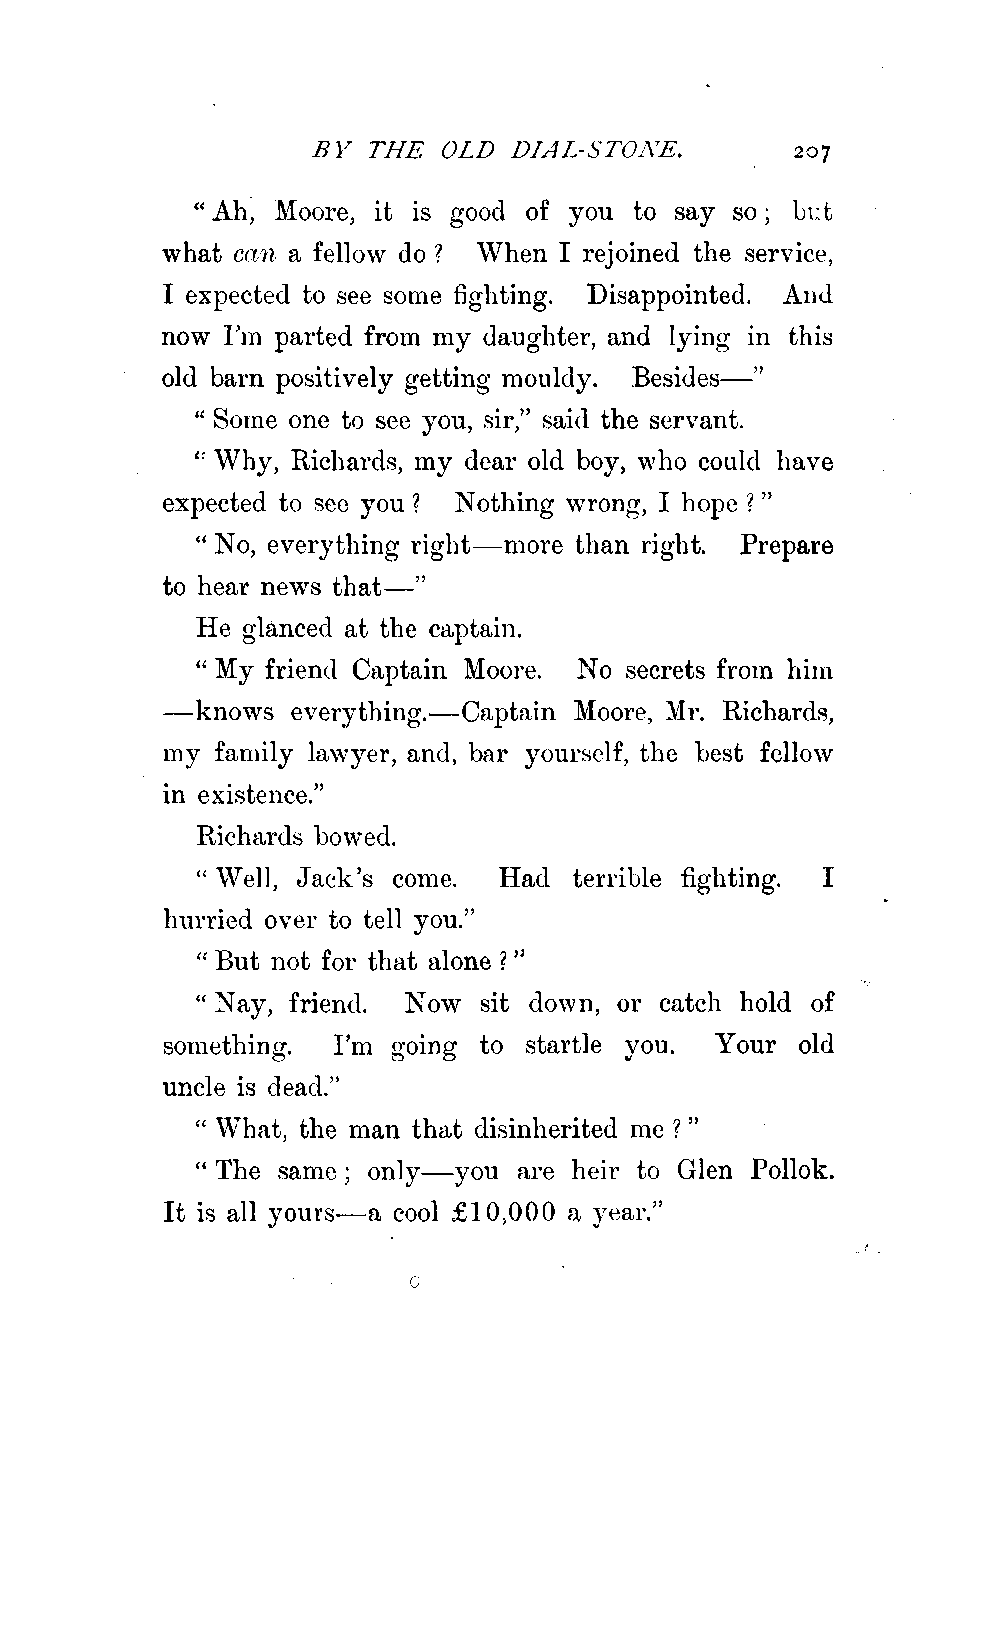 BY THE OLD DIAL-STONE. 207
“Ah, Moore, it is good of you to say so; but
what can a fellow do? When I rejoined the service,
I expected to see some fighting. Disappointed. And
now I’m parted from my daughter, and lying in this
old barn positively getting mouldy. Besides—”
“Some one to see you, sir,” said the servant.
“Why, Richards, my dear old boy, who could have
expected to see you? Nothing wrong, I hope?”
“No, everything right—more than right. Prepare
to hear news that—”
He glanced at the captain.
“My friend Captain Moore. No secrets from him
—knows everything.—Captain Moore, Mr. Richards,
my family lawyer, and, bar yourself, the best fellow
in existence.”
Richards bowed.
“Well, Jack’s come. Had terrible fighting. I
hurried over to tell you.”
“But not for that alone?”
“Nay, friend. Now sit down, or catch hold of
something. I’m going to startle you. Your old
uncle is dead.”
“What, the man that disinherited me?”
“The same; only—you are heir to Glen Pollok.
It is all yours—a cool £10,000 a year.”